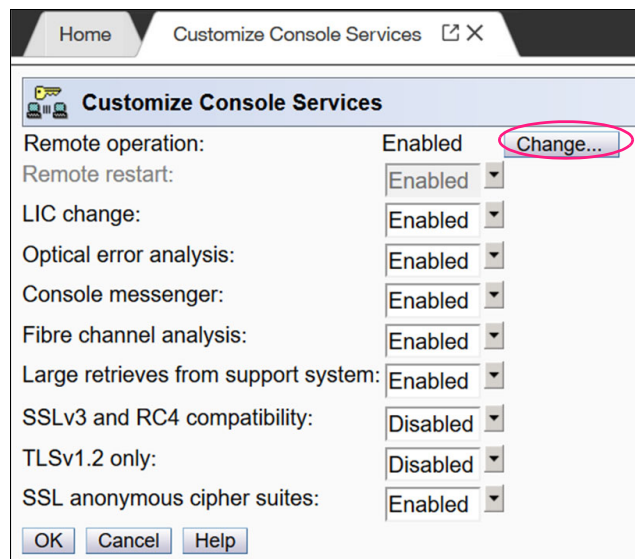 Home Customize Console Services
Customize Console Services
Remote operation: Enabled Change...
Remote restart: Enabled
LIC change: Enabled
Optical error analysis: Enabled
Console messenger: Enabled
Fibre channel analysis: Enabled
Large retrieves from support system: Enabled
SSLv3 and RC4 compatibility: Disabled
TLSv1.2 only: Disabled
SSL anonymous cipher suites: Enabled
OK Cancel Help